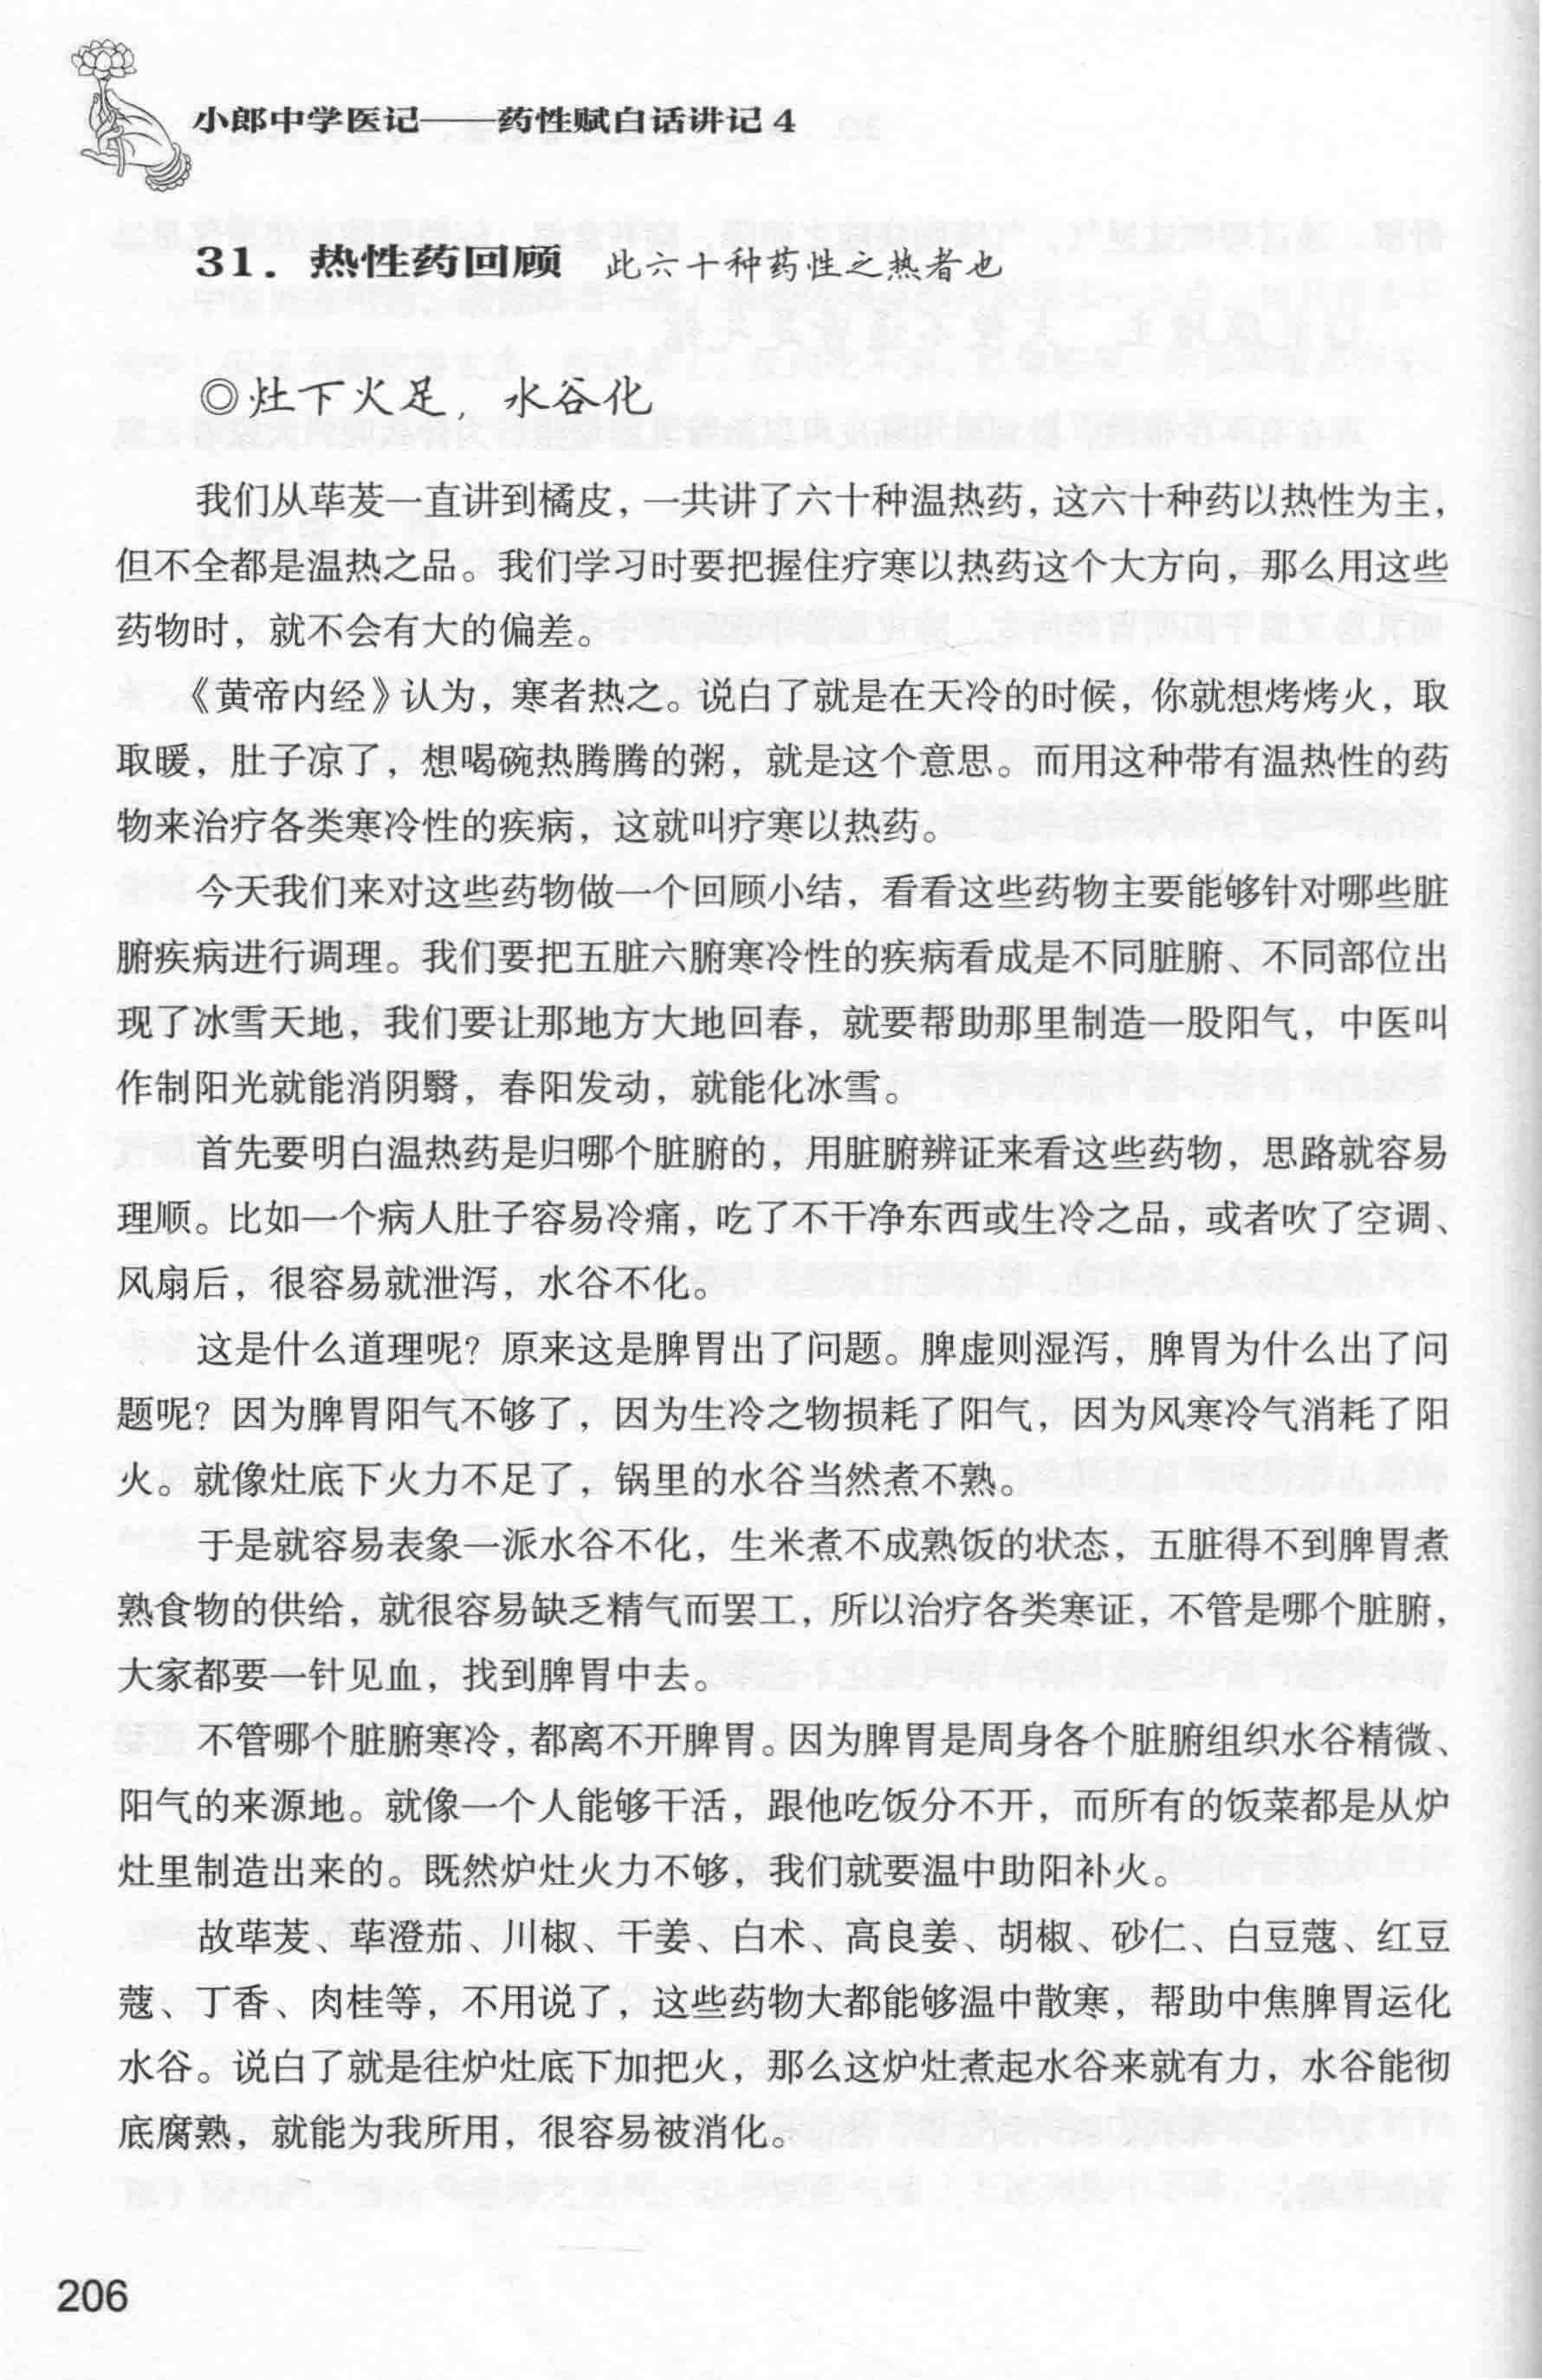 小郎中学医记——药性赋白话讲记4
31．热性药回顾 此六十种药性之热者也
◎灶下火足，水谷化
我们从荜茇一直讲到橘皮，一共讲了六十种温热药，这六十种药以热性为主，
但不全都是温热之品。我们学习时要把握住疗寒以热药这个大方向，那么用这些
药物时，就不会有大的偏差。
《黄帝内经》认为，寒者热之。说白了就是在天冷的时候，你就想烤烤火，取
取暖，肚子凉了，想喝碗热腾腾的粥，就是这个意思。而用这种带有温热性的药
物来治疗各类寒冷性的疾病，这就叫疗寒以热药。
今天我们来对这些药物做一个回顾小结，看看这些药物主要能够针对哪些脏
腑疾病进行调理。我们要把五脏六腑寒冷性的疾病看成是不同脏腑、不同部位出
现了冰雪天地，我们要让那地方大地回春，就要帮助那里制造一股阳气，中医叫
作制阳光就能消阴翳，春阳发动，就能化冰雪。
首先要明白温热药是归哪个脏腑的，用脏腑辨证来看这些药物，思路就容易
理顺。比如一个病人肚子容易冷痛，吃了不干净东西或生冷之品，或者吹了空调、
风扇后，很容易就泄泻，水谷不化。
这是什么道理呢？原来这是脾胃出了问题。脾虚则湿泻，脾胃为什么出了问
题呢？因为脾胃阳气不够了，因为生冷之物损耗了阳气，因为风寒冷气消耗了阳
火。就像灶底下火力不足了，锅里的水谷当然煮不熟。
于是就容易表象一派水谷不化，生米煮不成熟饭的状态，五脏得不到脾胃煮
熟食物的供给，就很容易缺乏精气而罢工，所以治疗各类寒证，不管是哪个脏腑，
大家都要一针见血，找到脾胃中去。
不管哪个脏腑寒冷，都离不开脾胃。因为脾胃是周身各个脏腑组织水谷精微、
阳气的来源地。就像一个人能够干活，跟他吃饭分不开，而所有的饭菜都是从炉
灶里制造出来的。既然炉灶火力不够，我们就要温中助阳补火。
故荜茇、荜澄茄、川椒、干姜、白术、高良姜、胡椒、砂仁、白豆蔻、红豆
蔻、丁香、肉桂等，不用说了，这些药物大都能够温中散寒，帮助中焦脾胃运化
水谷。说白了就是往炉灶底下加把火，那么这炉灶煮起水谷来就有力，水谷能彻
底腐熟，就能为我所用，很容易被消化。
206